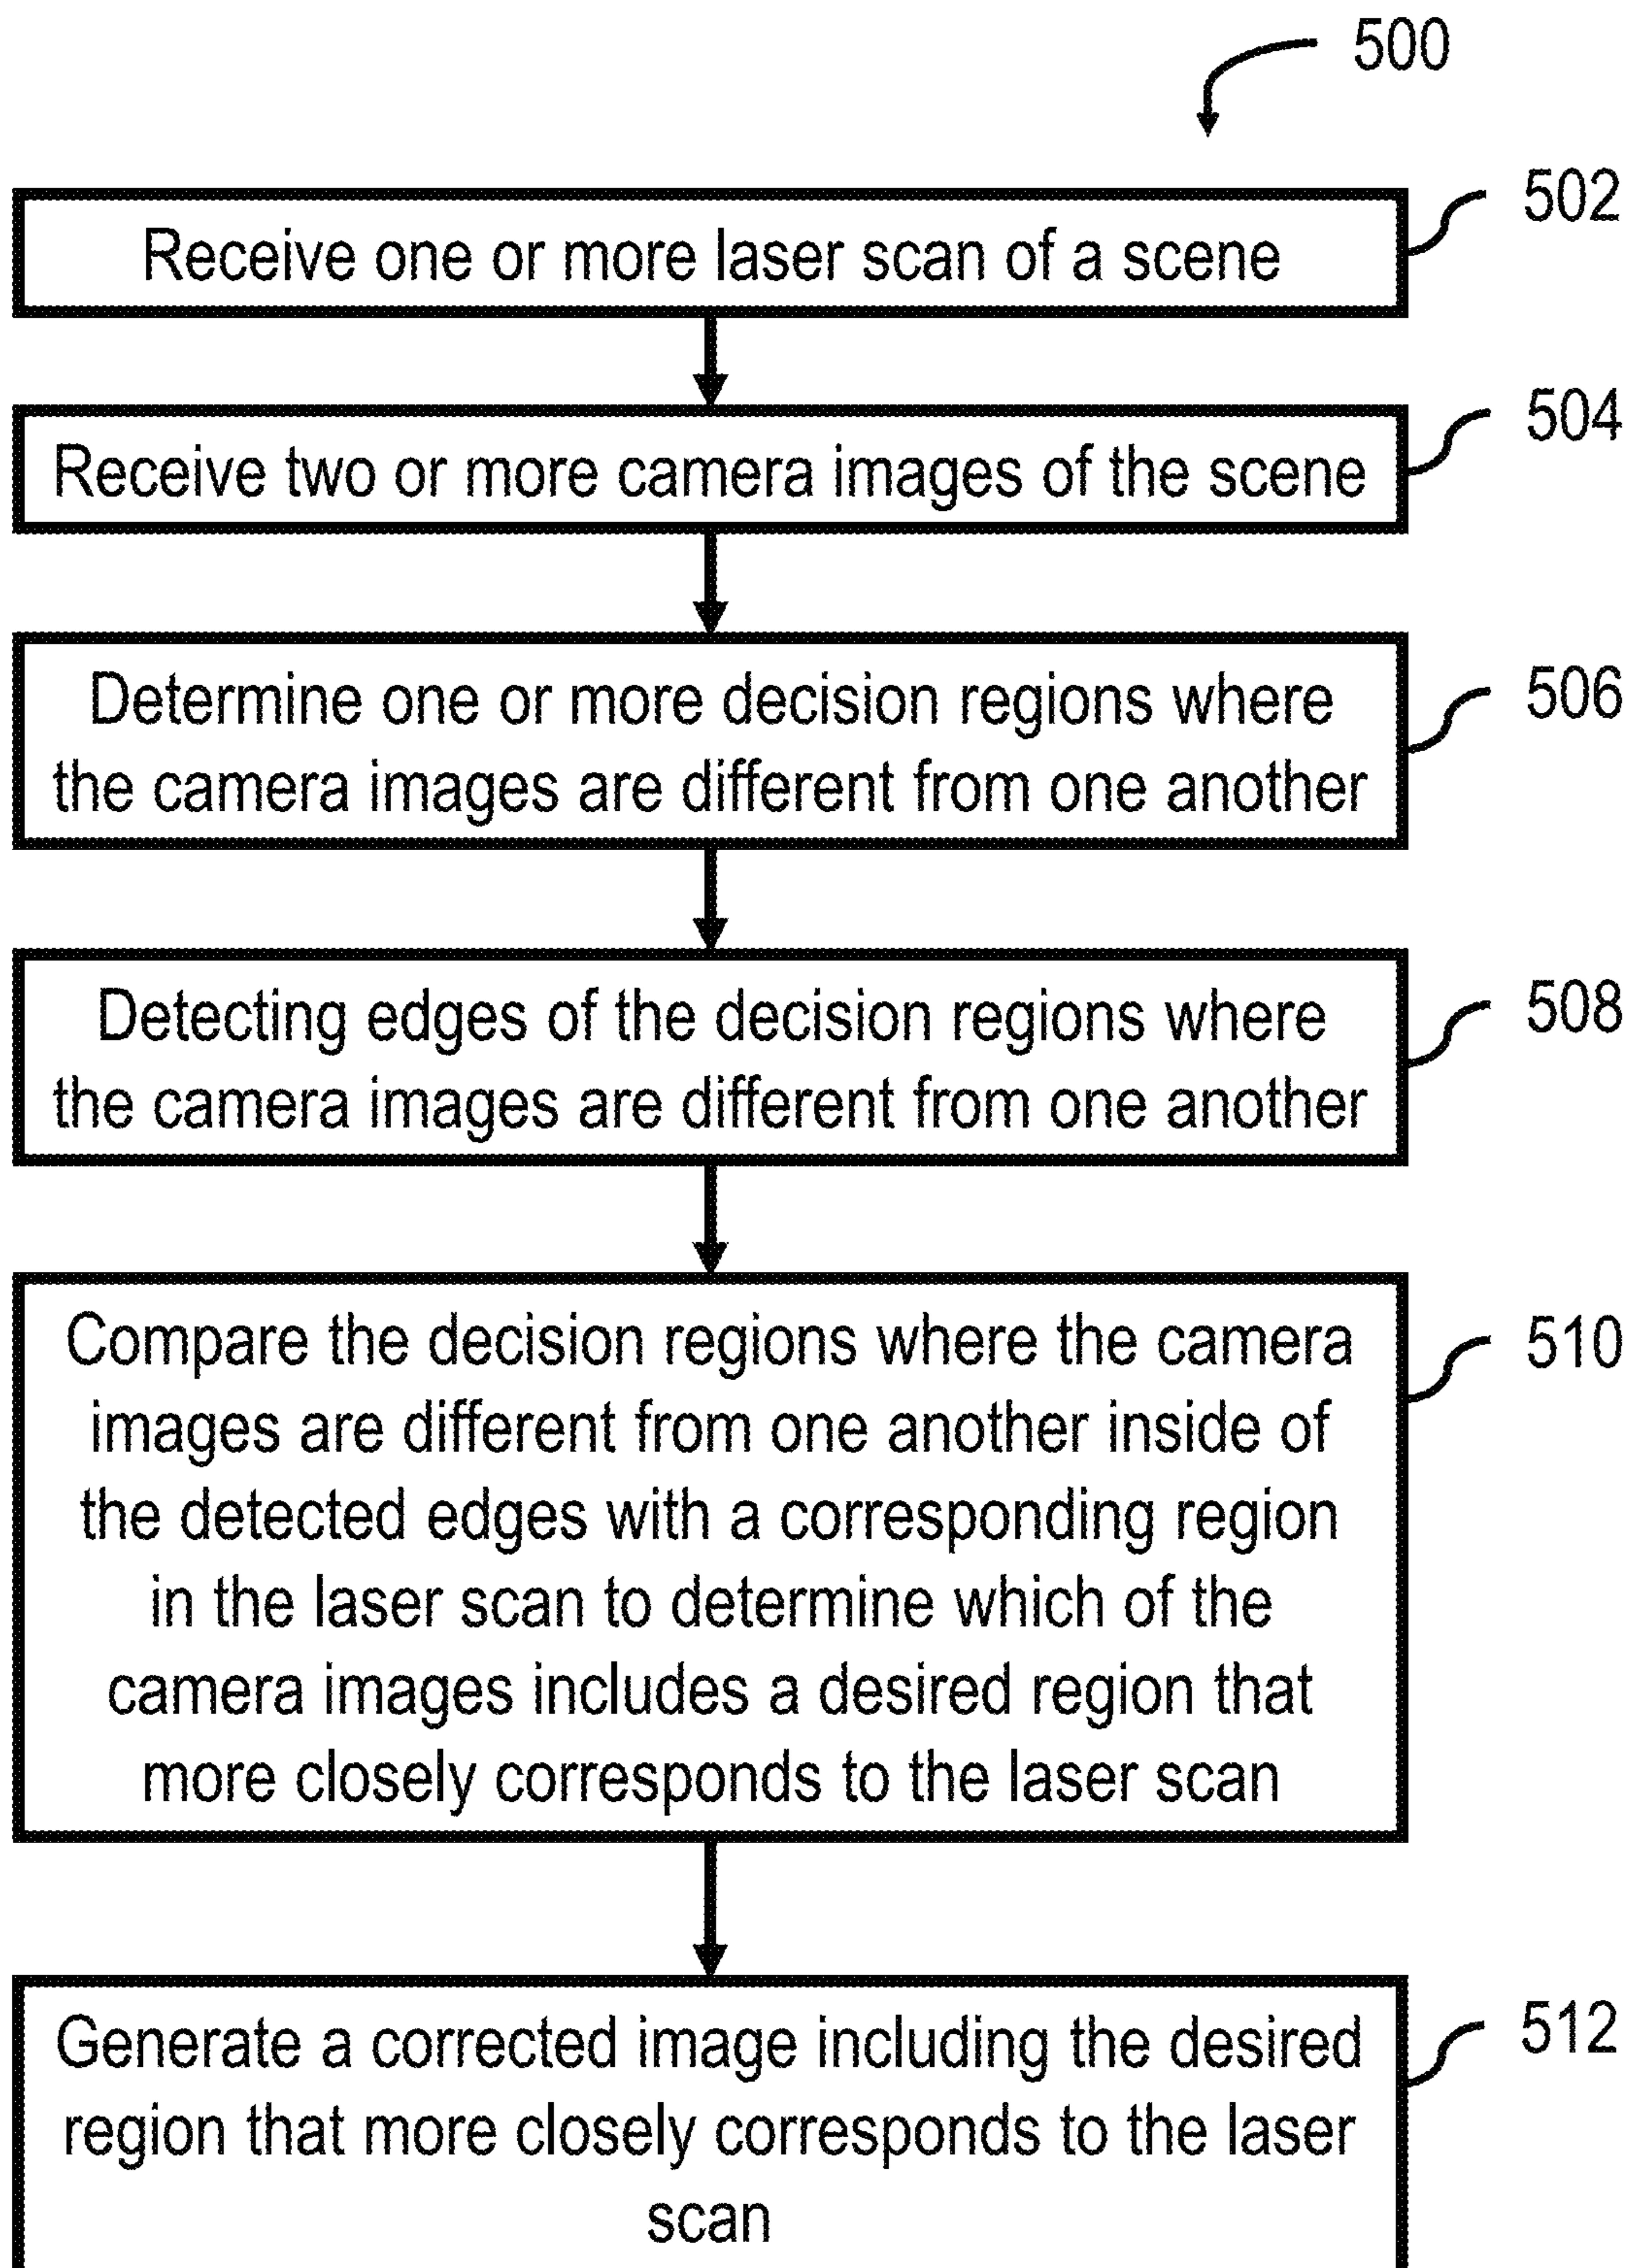 500
502
Receive one or more laser scan of a scene
504
Receive two or more camera images of the scene
506
Determine one or more decision regions where
the camera images are different from one another
508
Detecting edges of the decision regions where
the camera images are different from one another
510
Compare the decision regions where the camera
images are different from one another inside of
the detected edges with a corresponding region
in the laser scan to determine which of the
camera images includes a desired region that
more closely corresponds to the laser scan
512
Generate a corrected image including the desired
region that more closely corresponds to the laser
scan